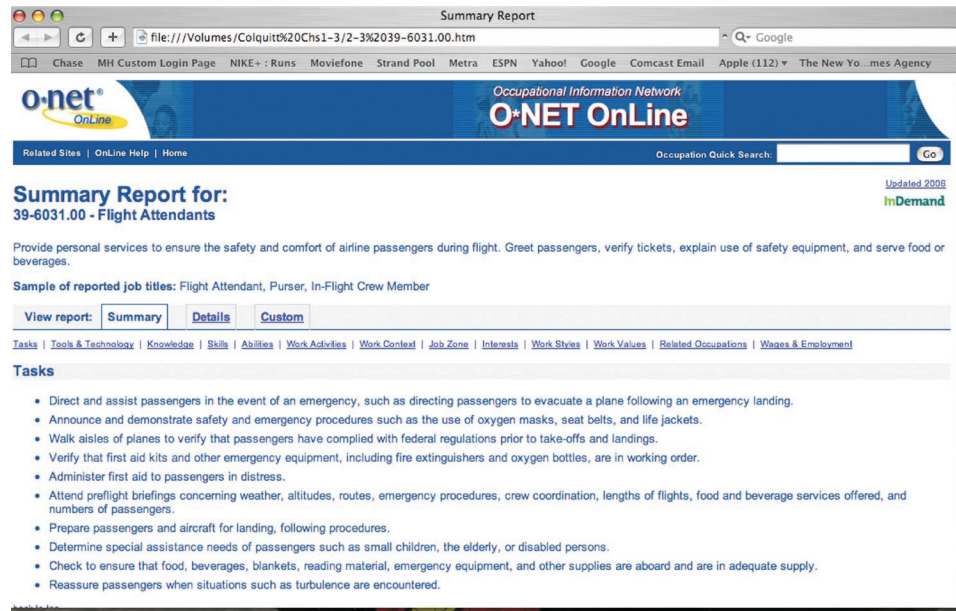 Summary Report
file:///Volumes/Colquitt%20Chs1-3/2-3%2039-6031.00.htm
Q- Google
Chase MH Custom Login Page NIKE+ : Runs Moviefone Strand Pool Metra ESPN Yahoo! Google Comcast Email Apple (112) The New Yo...mes Agency
o*net®
OnLine
Occupational Information Network
O*NET OnLine
Related Sites | OnLine Help | Home
Occupation Quick Search:
Go
Summary Report for:
39-6031.00 - Flight Attendants
Updated 2006
InDemand
Provide personal services to ensure the safety and comfort of airline passengers during flight. Greet passengers, verify tickets, explain use of safety equipment, and serve food or
beverages.
Sample of reported job titles: Flight Attendant, Purser, In-Flight Crew Member
View report: Summary Details Custom
Tasks | Tools & Technology | Knowledge | Skills | Abilities | Work Activities | Work Context | Job Zone | Interests | Work Styles | Work Values | Related Occupations | Wages & Employment
Tasks
• Direct and assist passengers in the event of an emergency, such as directing passengers to evacuate a plane following an emergency landing.
• Announce and demonstrate safety and emergency procedures such as the use of oxygen masks, seat belts, and life jackets.
• Walk aisles of planes to verify that passengers have complied with federal regulations prior to take-offs and landings.
• Verify that first aid kits and other emergency equipment, including fire extinguishers and oxygen bottles, are in working order.
• Administer first aid to passengers in distress.
• Attend preflight briefings concerning weather, altitudes, routes, emergency procedures, crew coordination, lengths of flights, food and beverage services offered, and
numbers of passengers.
• Prepare passengers and aircraft for landing, following procedures.
• Determine special assistance needs of passengers such as small children, the elderly, or disabled persons.
• Check to ensure that food, beverages, blankets, reading material, emergency equipment, and other supplies are aboard and are in adequate supply.
• Reassure passengers when situations such as turbulence are encountered.